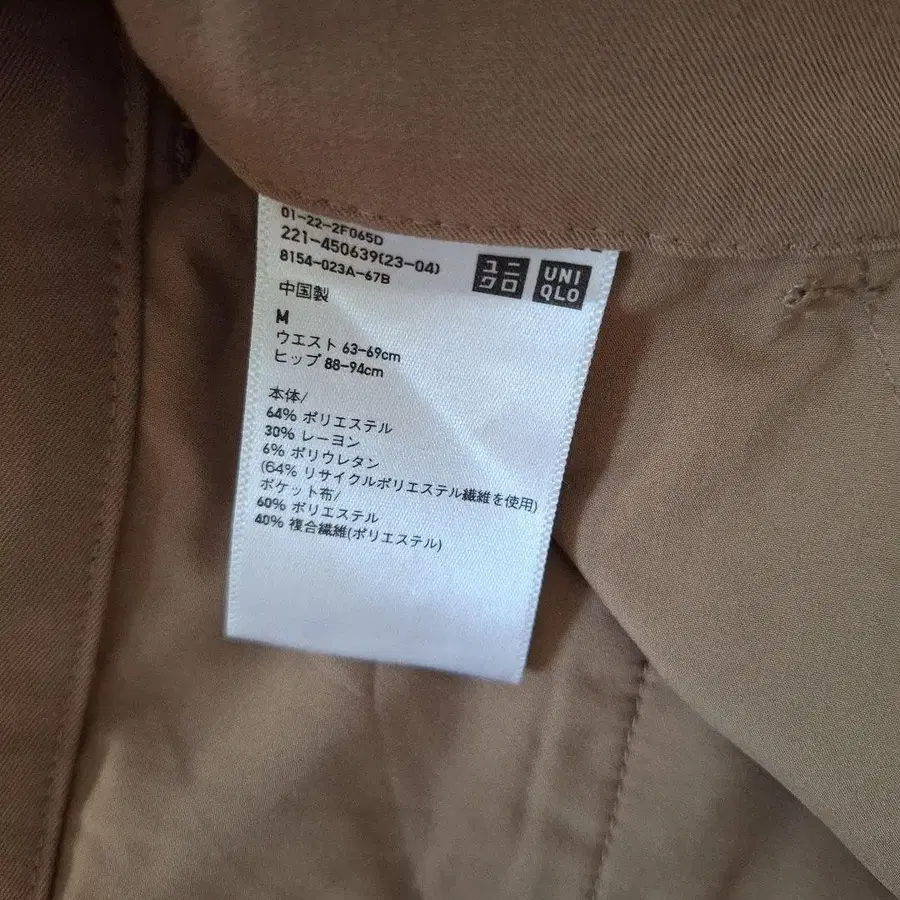 01-22-2F065D
221-450639(23-04)
8154-023A-67B
ユニ
クロ
UNI
QLO
中国製
M
ウエスト 63-69cm
ヒップ 88-94cm
本体/
64% ポリエステル
30% レーヨン
6% ポリウレタン
(64% リサイクルポリエステル繊維を使用)
ポケット布/
60% ポリエステル
40% 複合繊維(ポリエステル)